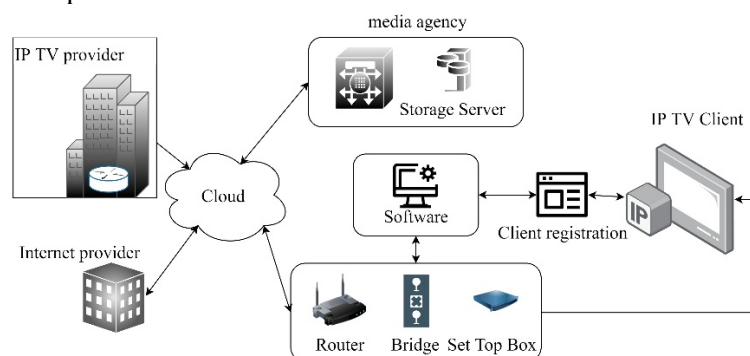 media agency
IP TV provider
Storage Server
IP TV Client
Cloud
Software
Client registration
IP
Internet provider
Router
Bridge
Set Top Box